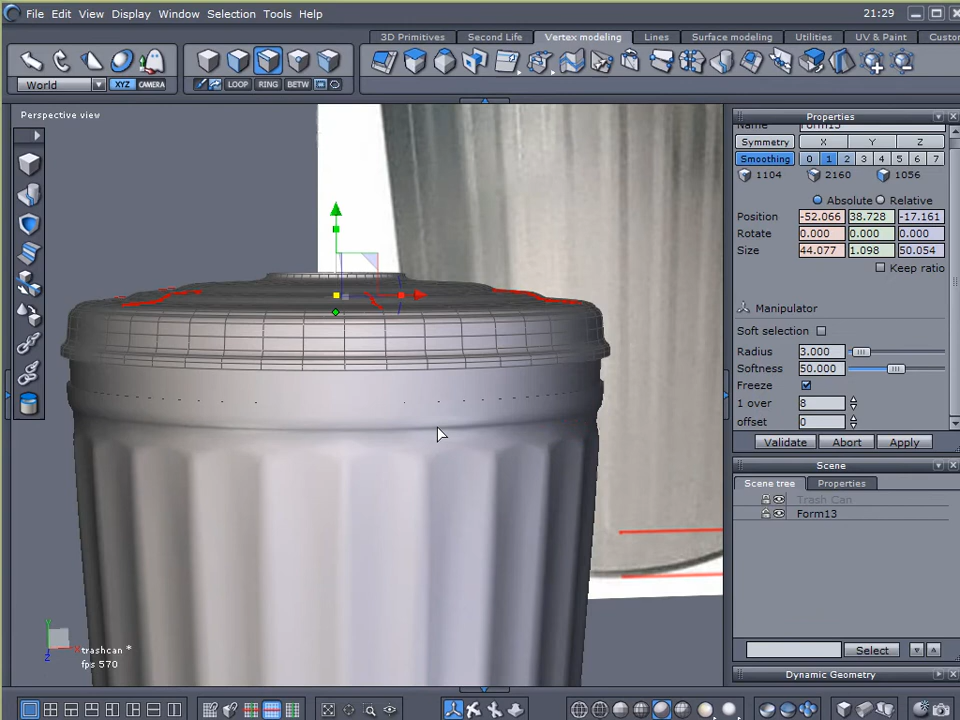 File Edit Display Window Selection Tools Help 21:29
3D Primitives Second Life Vertex modeling Lines Surface modeling Utilities UV & Paint Custo
World XYZ CAMERA LOOP RING BETW
Perspective view
Properties
Form13
Symmetry X Y Z
Smoothing 0 1 2 3 4 5 6 7
1104 2160 1056
Absolute Relative
Position -52.066 38.728 -17.161
Rotate 0.000 0.000 0.000
Size 44.077 1.098 50.054
Keep ratio
Manipulator
Soft selection
Radius 3.000
Softness 50.000
Freeze
1 over 8
offset 0
Validate Abort Apply
Scene
Scene tree Properties
Trash Can
Form13
Y
X
Z
trashcan *
fps 570
Select
Dynamic Geometry